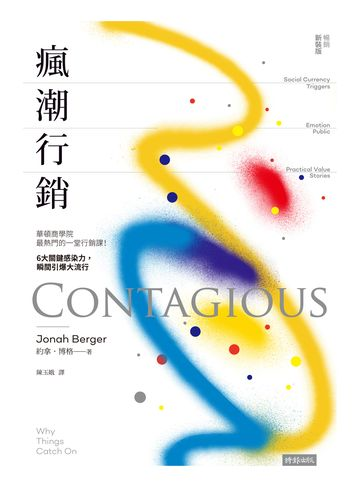 瘋潮行銷
暢銷
新裝版
Social Currency
Triggers
Emotion
Public
Practical Value
Stories
華頓商學院
最熱門的一堂行銷課！
6大關鍵感染力，
瞬間引爆大流行
CONTAGIOUS
Jonah Berger
約拿．博格——著
陳玉娥 譯
Why
Things
Catch On
時報出版